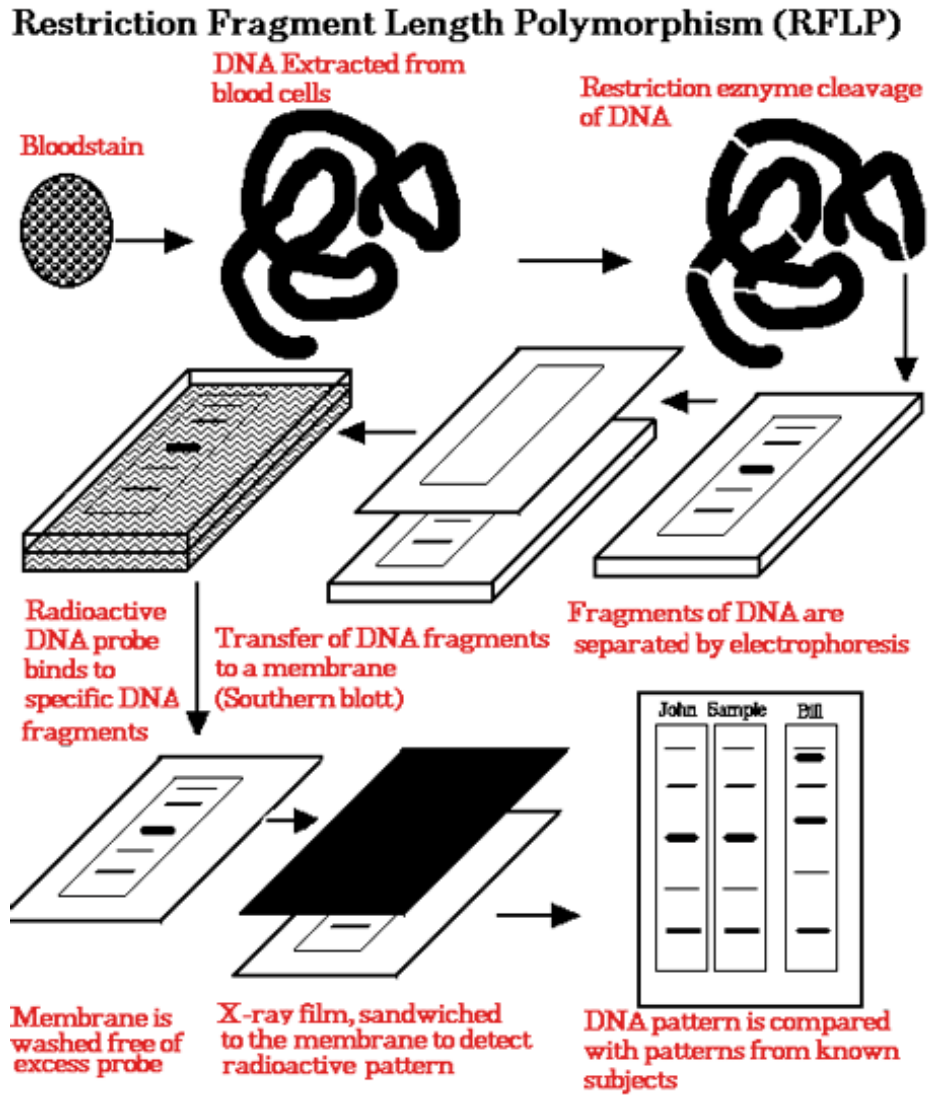 Restriction Fragment Length Polymorphism (RFLP)
DNA Extracted from
blood cells
Restriction eznyme cleavage
of DNA
Bloodstain
Radioactive
DNA probe
binds to
specific DNA
fragments
Transfer of DNA fragments
to a membrane
(Southern blott)
Fragments of DNA are
separated by electrophoresis
John Sample Bill
Membrane is
washed free of
excess probe
X-ray film, sandwiched
to the membrane to detect
radioactive pattern
DNA pattern is compared
with patterns from known
subjects